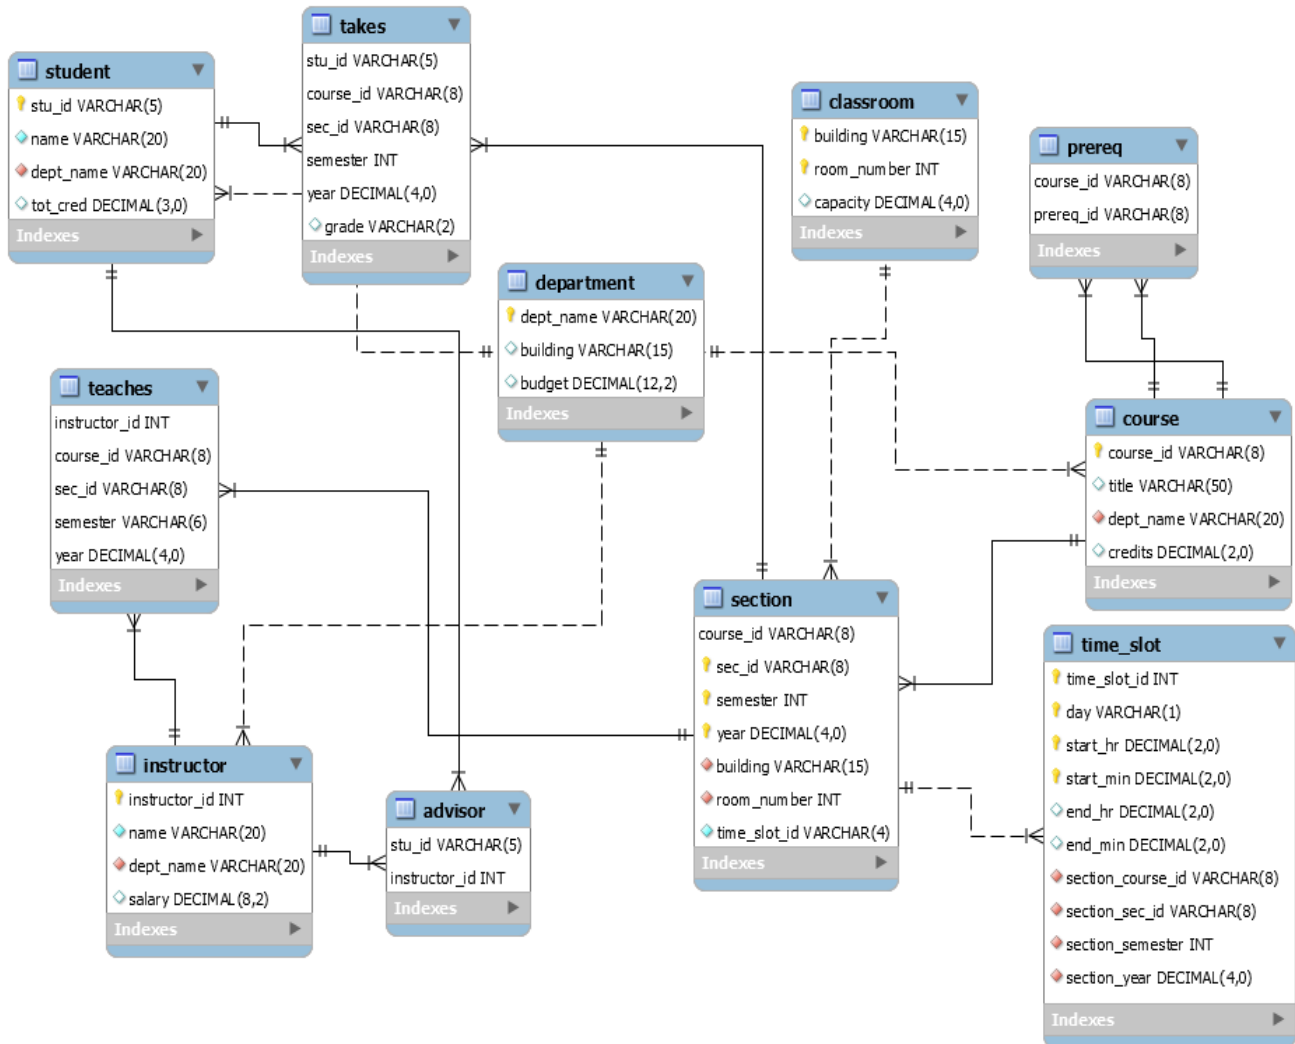 takes
stu_id VARCHAR(5)
course_id VARCHAR(8)
sec_id VARCHAR(8)
semester INT
year DECIMAL(4,0)
grade VARCHAR(2)
Indexes
student
stu_id VARCHAR(5)
name VARCHAR(20)
dept_name VARCHAR(20)
tot_cred DECIMAL(3,0)
Indexes
classroom
building VARCHAR(15)
room_number INT
capacity DECIMAL(4,0)
Indexes
prereq
course_id VARCHAR(8)
prereq_id VARCHAR(8)
Indexes
department
dept_name VARCHAR(20)
building VARCHAR(15)
budget DECIMAL(12,2)
Indexes
teaches
instructor_id INT
course_id VARCHAR(8)
sec_id VARCHAR(8)
semester VARCHAR(6)
year DECIMAL(4,0)
Indexes
course
course_id VARCHAR(8)
title VARCHAR(50)
dept_name VARCHAR(20)
credits DECIMAL(2,0)
Indexes
section
course_id VARCHAR(8)
sec_id VARCHAR(8)
semester INT
year DECIMAL(4,0)
building VARCHAR(15)
room_number INT
time_slot_id VARCHAR(4)
Indexes
time_slot
time_slot_id INT
day VARCHAR(1)
start_hr DECIMAL(2,0)
start_min DECIMAL(2,0)
end_hr DECIMAL(2,0)
end_min DECIMAL(2,0)
section_course_id VARCHAR(8)
section_sec_id VARCHAR(8)
section_semester INT
section_year DECIMAL(4,0)
Indexes
instructor
instructor_id INT
name VARCHAR(20)
dept_name VARCHAR(20)
salary DECIMAL(8,2)
Indexes
advisor
stu_id VARCHAR(5)
instructor_id INT
Indexes